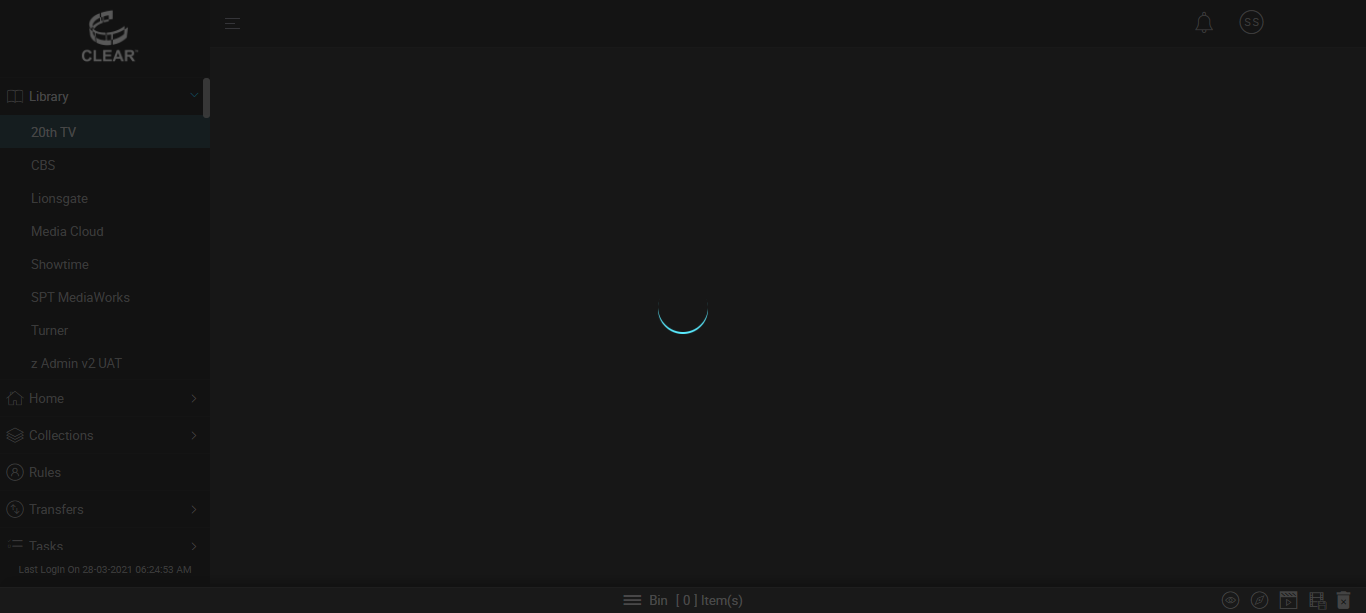 CLEAR
SS
Library
20th TV
CBS
Lionsgate
Media Cloud
Showtime
SPT MediaWorks
Turner
z Admin v2 UAT
Home
Collections
Rules
Transfers
Tasks
Last Login On 28-03-2021 06:24:53 AM
Bin [ 0 ] Item(s)